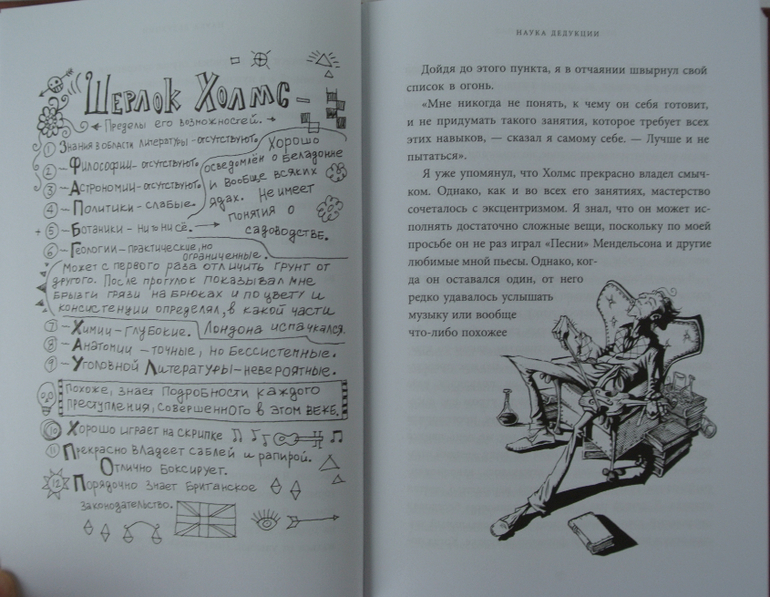 Шерлок Холмс –
Пределы его возможностей.
1 Знания в области литературы - отсутствуют.
2 – Философии - отсутствуют.
3 – Астрономии - отсутствуют.
4 – Политики - слабые.
5 – Ботаники - ни то ни сё.
Хорошо
осведомлён о Беладонне
и вообще всяких
ядах. Не имеет
понятия о
садоводстве.
6 – Геологии - практические, но
ограниченные.
Может с первого раза отличить грунт от
другого. После прогулок показывал мне
брызги грязи на брюках и по цвету и
консистенции определял, в какой части
Лондона испачкался.
7 – Химии - глубокие.
8 – Анатомии - точные, но бессистемные.
9 – Уголовной Литературы - невероятные.
Похоже, знает подробности каждого
преступления, совершенного в этом веке.
10 Хорошо играет на скрипке
11 Прекрасно владеет саблей и рапирой.
Отлично Боксирует.
12 Порядочно знает Британское
законодательство.
НАУКА ДЕДУКЦИИ
Дойдя до этого пункта, я в отчаянии швырнул свой
список в огонь.
«Мне никогда не понять, к чему он себя готовит,
и не придумать такого занятия, которое требует всех
этих навыков, — сказал я самому себе. — Лучше и не
пытаться».
Я уже упомянул, что Холмс прекрасно владел смыч-
ком. Однако, как и во всех его занятиях, мастерство
сочеталось с эксцентризмом. Я знал, что он может ис-
полнять достаточно сложные вещи, поскольку по моей
просьбе он не раз играл «Песни» Мендельсона и другие
любимые мной пьесы. Однако, ког-
да он оставался один, от него
редко удавалось услышать
музыку или вообще
что-либо похожее